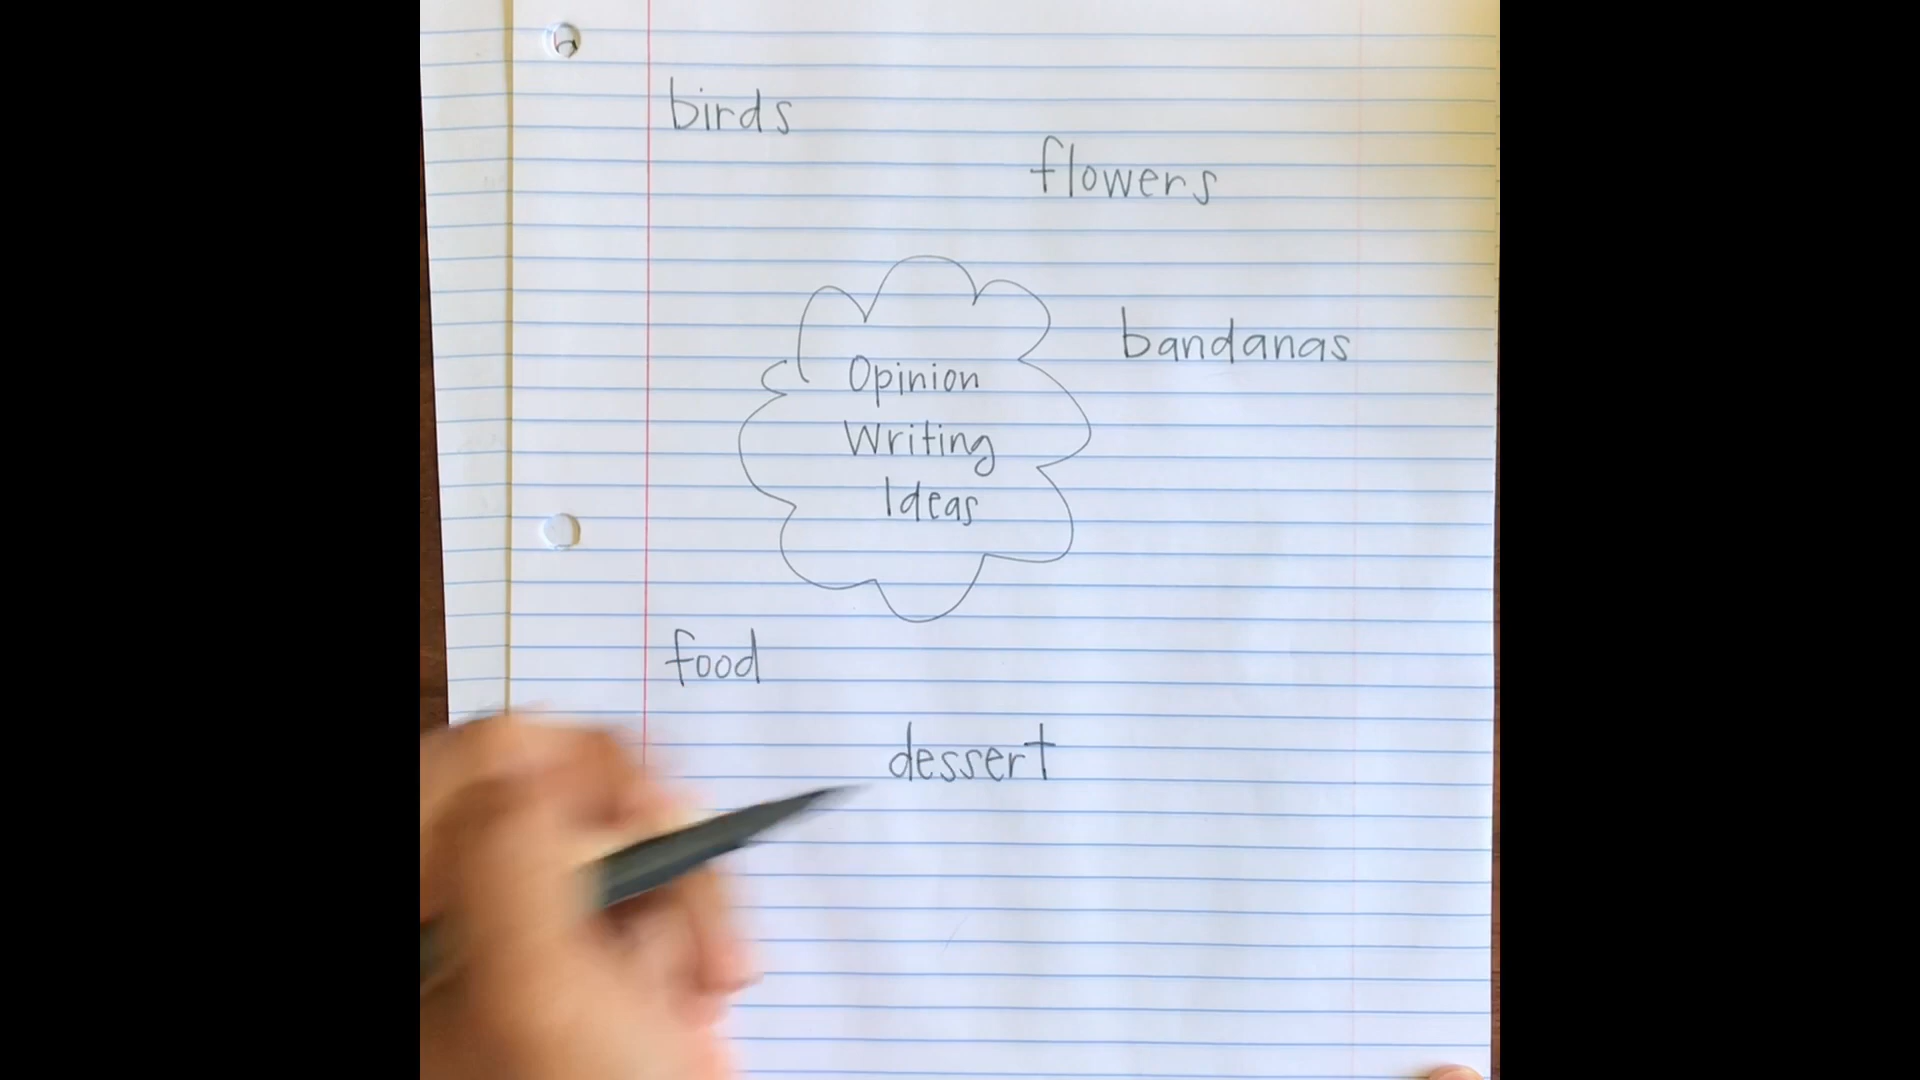 birds
flowers
bandanas
Opinion
Writing
Ideas
food
dessert